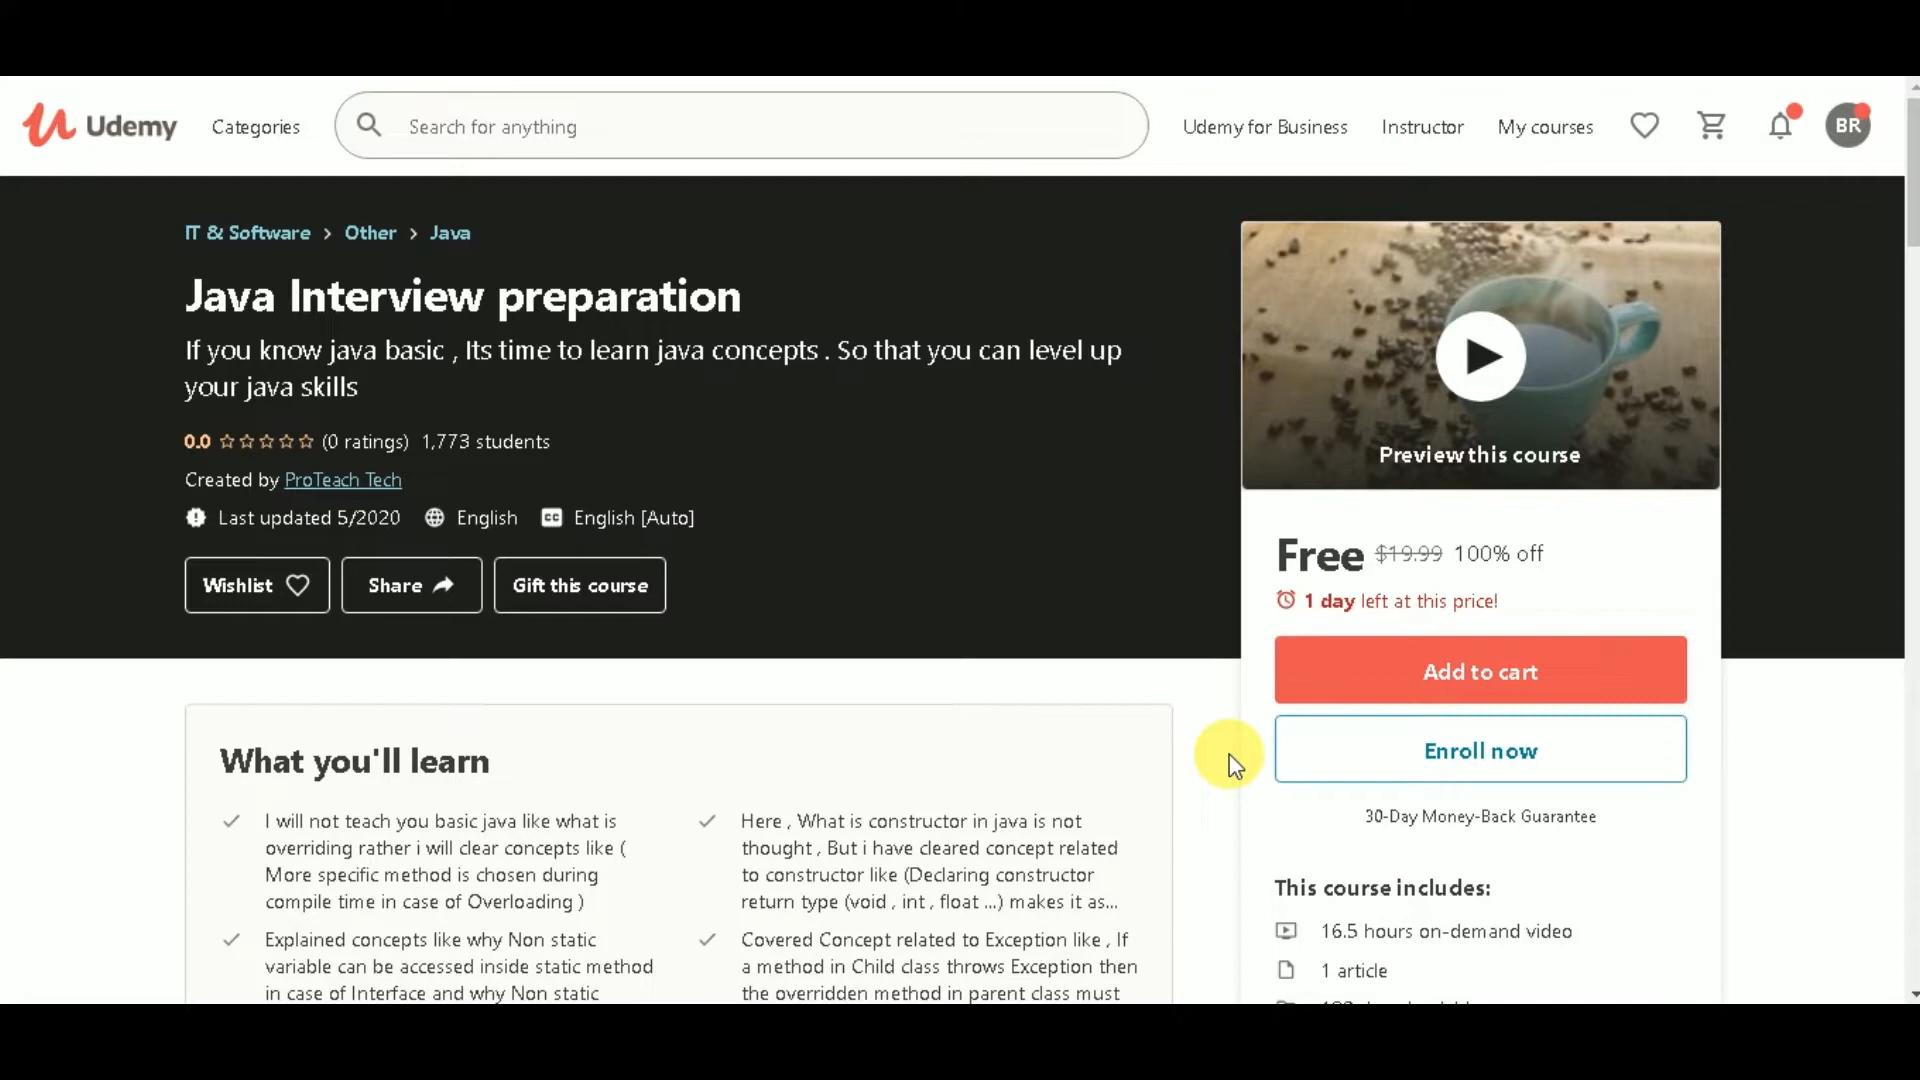 Udemy
Categories
Search for anything
Udemy for Business
Instructor
My courses
BR
IT & Software > Other > Java
Java Interview preparation
If you know java basic , Its time to learn java concepts . So that you can level up
your java skills
0.0 (0 ratings) 1,773 students
Created by ProTeach Tech
Last updated 5/2020 English CC English [Auto]
Wishlist
Share
Gift this course
Preview this course
Free $19.99 100% off
1 day left at this price!
Add to cart
Enroll now
30-Day Money-Back Guarantee
This course includes:
16.5 hours on-demand video
1 article
What you'll learn
I will not teach you basic java like what is
overriding rather i will clear concepts like (
More specific method is chosen during
compile time in case of Overloading )
Here , What is constructor in java is not
thought , But i have cleared concept related
to constructor like (Declaring constructor
return type (void , int , float ...) makes it as...
Explained concepts like why Non static
variable can be accessed inside static method
in case of Interface and why Non static
Covered Concept related to Exception like , If
a method in Child class throws Exception then
the overridden method in parent class must